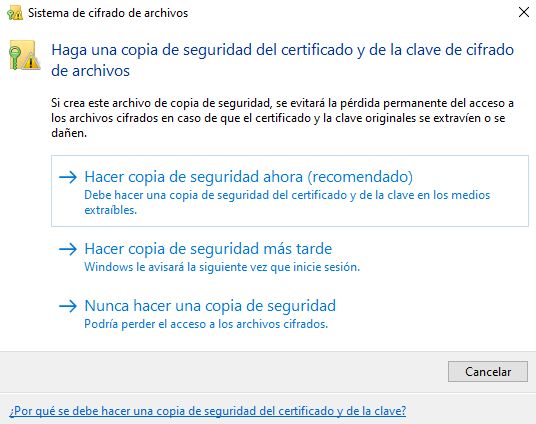 Sistema de cifrado de archivos
Haga una copia de seguridad del certificado y de la clave de cifrado
de archivos
Si crea este archivo de copia de seguridad, se evitará la pérdida permanente del acceso a
los archivos cifrados en caso de que el certificado y la clave originales se extravíen o se
dañen.
Hacer copia de seguridad ahora (recomendado)
Debe hacer una copia de seguridad del certificado y de la clave en los medios
extraíbles.
Hacer copia de seguridad más tarde
Windows le avisará la siguiente vez que inicie sesión.
Nunca hacer una copia de seguridad
Podría perder el acceso a los archivos cifrados.
Cancelar
¿Por qué se debe hacer una copia de seguridad del certificado y de la clave?